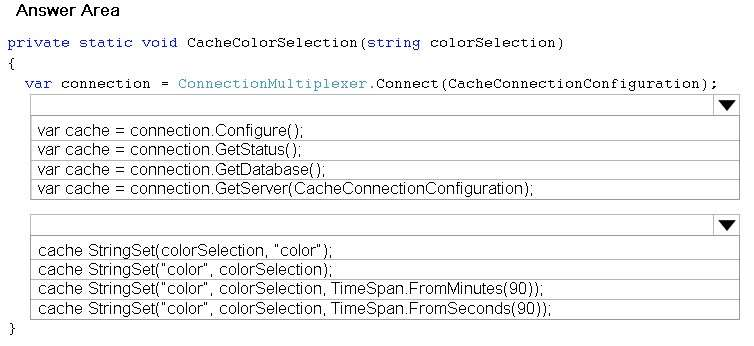 Answer Area
private static void CacheColorSelection(string colorSelection)
{
var connection = ConnectionMultiplexer.Connect(CacheConnectionConfiguration);
var cache = connection.Configure();
var cache = connection.GetStatus();
var cache = connection.GetDatabase();
var cache = connection.GetServer(CacheConnectionConfiguration);
cache StringSet(colorSelection, "color");
cache StringSet("color", colorSelection);
cache StringSet("color", colorSelection, TimeSpan.FromMinutes(90));
cache StringSet("color", colorSelection, TimeSpan.FromSeconds(90));
}